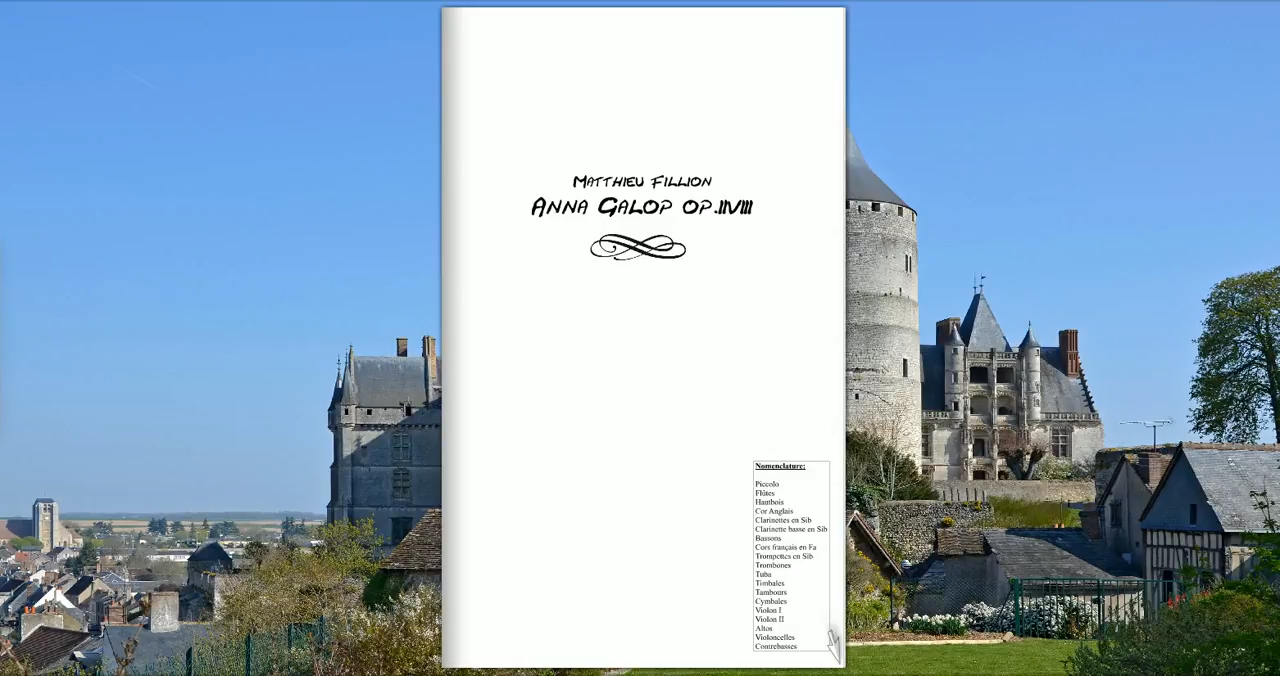 Matthieu Fillion
Anna Galop op.IIVIII
Nomenclature:
Piccolo
Flûtes
Hautbois
Cor Anglais
Clarinettes en Sib
Clarinette basse en Sib
Bassons
Cors français en Fa
Trompettes en Sib
Trombones
Tuba
Timbales
Tambours
Cymbales
Violon I
Violon II
Altos
Violoncelles
Contrebasses